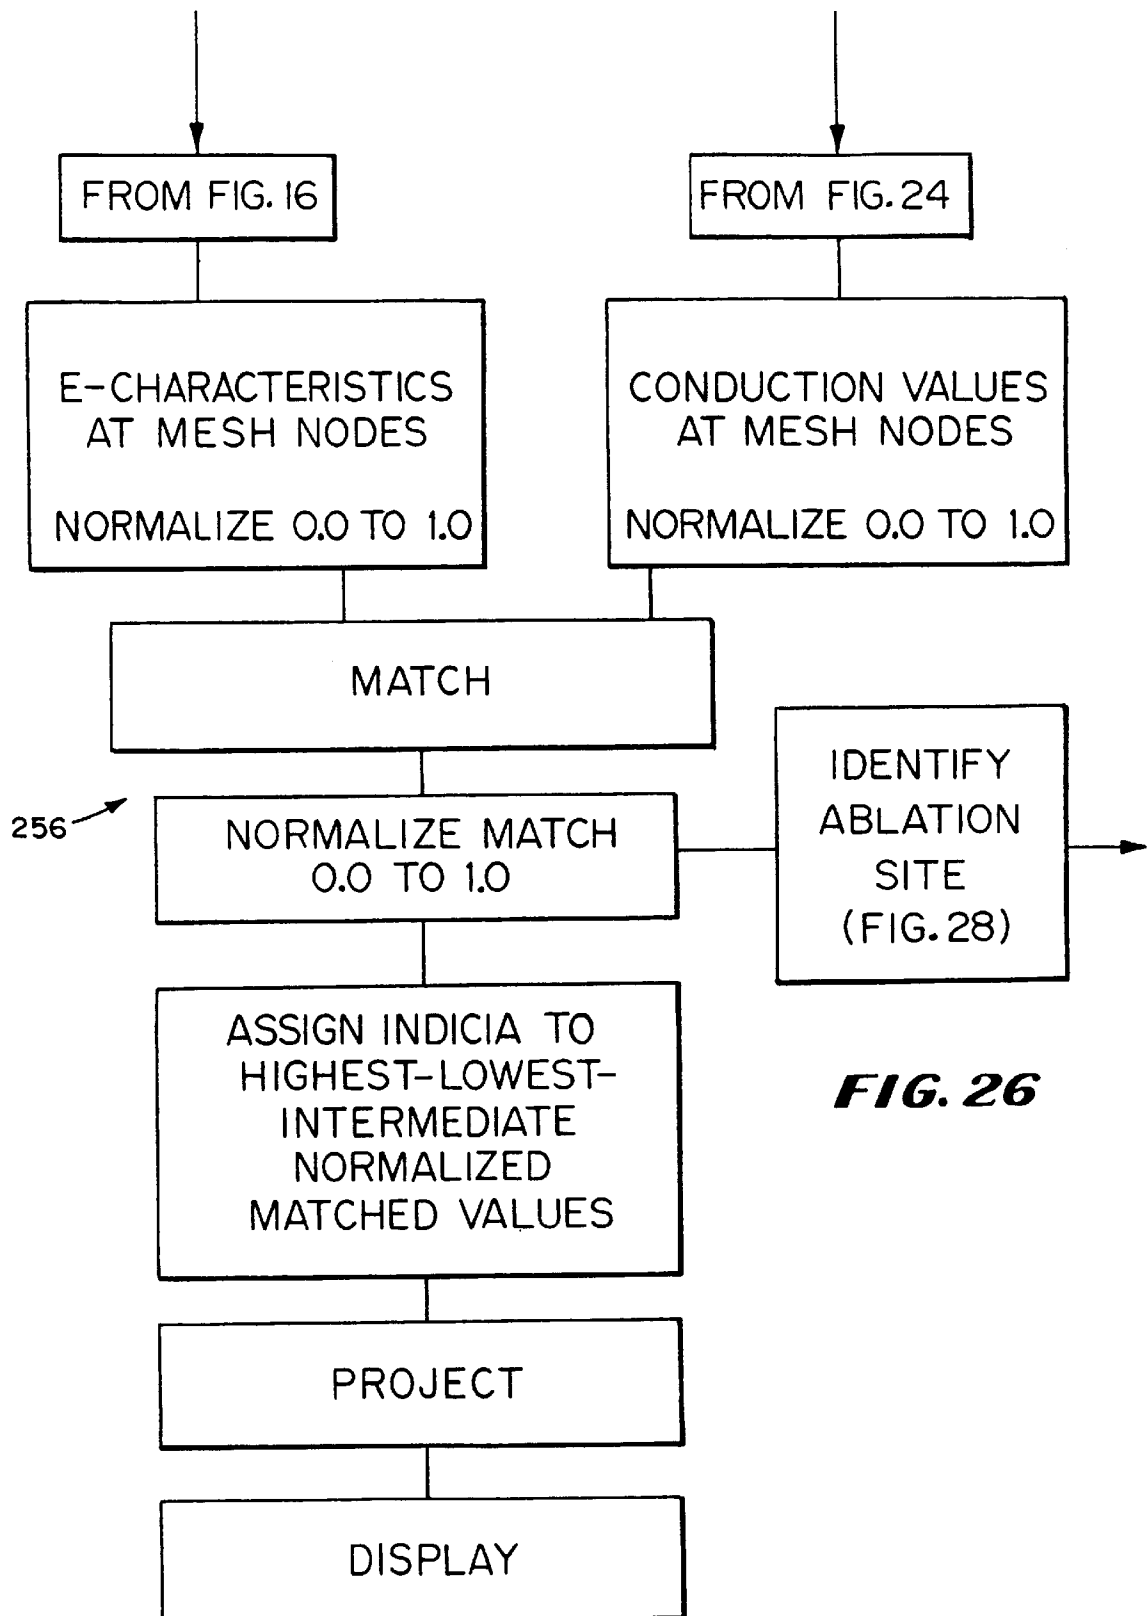 FROM FIG. 16
FROM FIG. 24
E-CHARACTERISTICS
AT MESH NODES
NORMALIZE 0.0 TO 1.0
CONDUCTION VALUES
AT MESH NODES
NORMALIZE 0.0 TO 1.0
MATCH
256
NORMALIZE MATCH
0.0 TO 1.0
IDENTIFY
ABLATION
SITE
(FIG. 28)
ASSIGN INDICIA TO
HIGHEST-LOWEST-
INTERMEDIATE
NORMALIZED
MATCHED VALUES
FIG. 26
PROJECT
DISPLAY